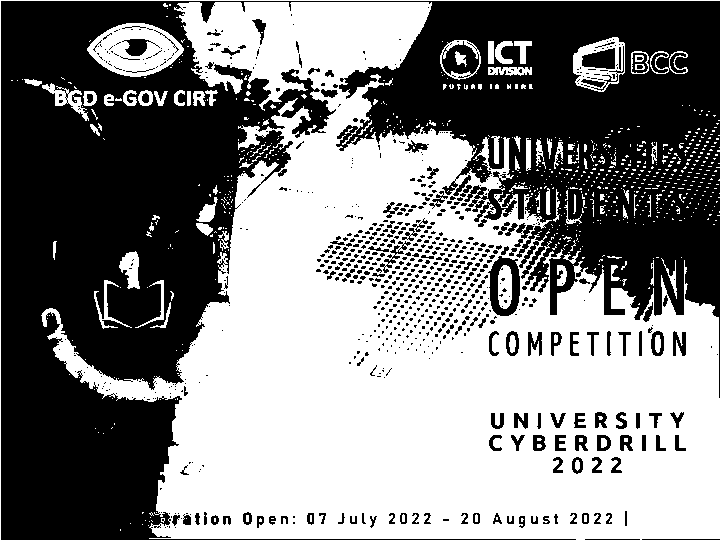 BGD e-GOV CIRT
ICT
DIVISION
FUTURE IS HERE
BCC
UNIVERSITIES
STUDENTS
OPEN
COMPETITION
UNIVERSITY
CYBERDRILL
2022
Open: 07 July 2022 – 20 August 2022 |